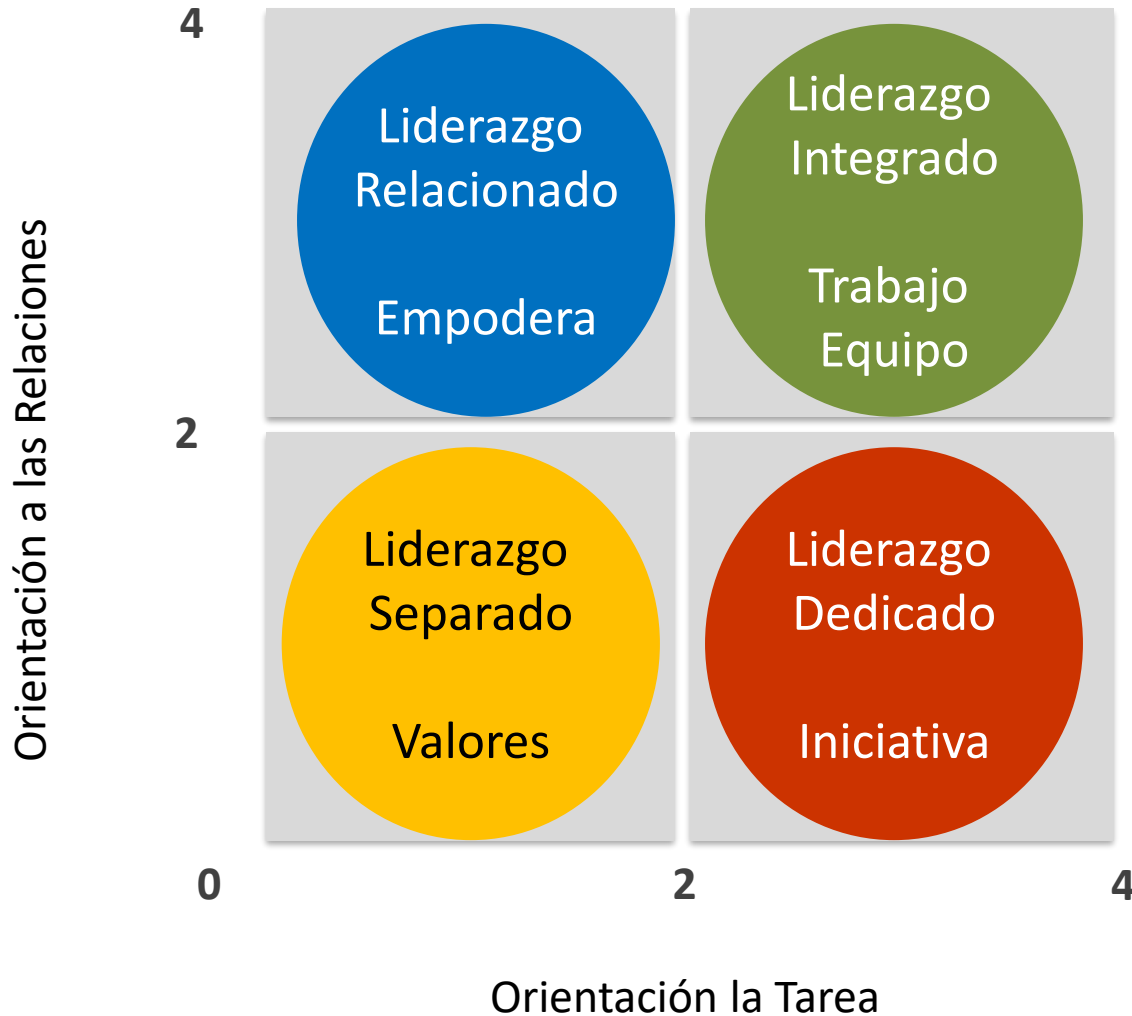 4
Liderazgo
Relacionado
Empodera
Liderazgo
Integrado
Trabajo
Equipo
Orientación a las Relaciones
2
Liderazgo
Separado
Valores
Liderazgo
Dedicado
Iniciativa
0
2
4
Orientación la Tarea